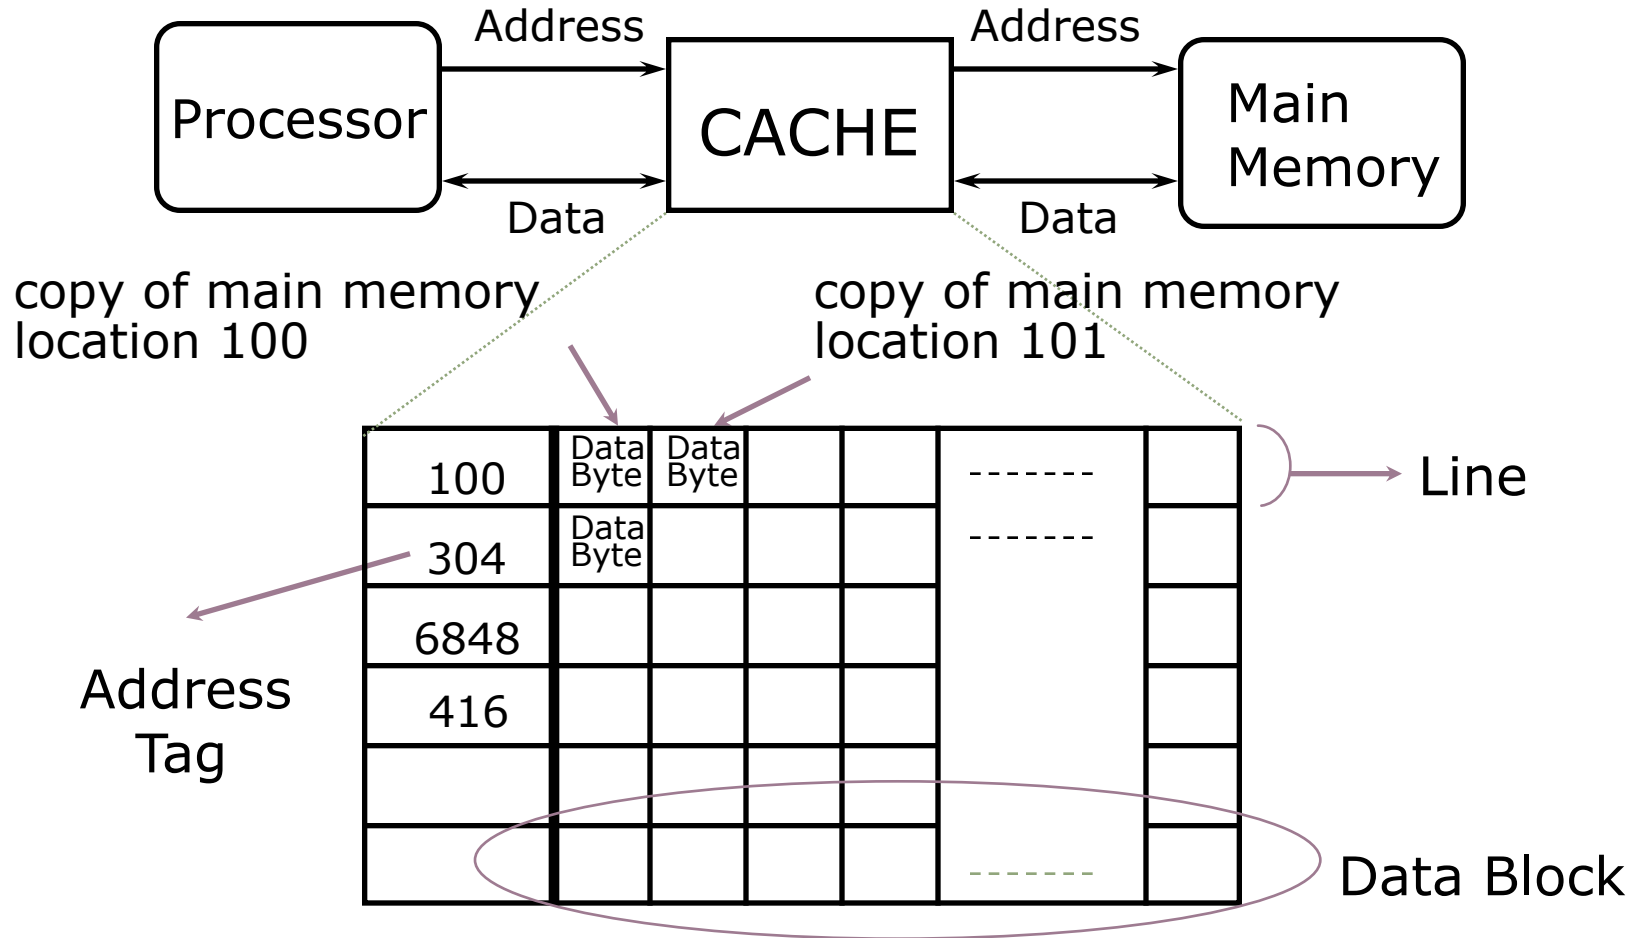 Address
Address
Processor
CACHE
Main
Memory
Data
Data
copy of main memory
location 100
copy of main memory
location 101
100
Data
Byte
Data
Byte
-------
Line
304
Data
Byte
-------
6848
416
Address
Tag
-------
Data Block